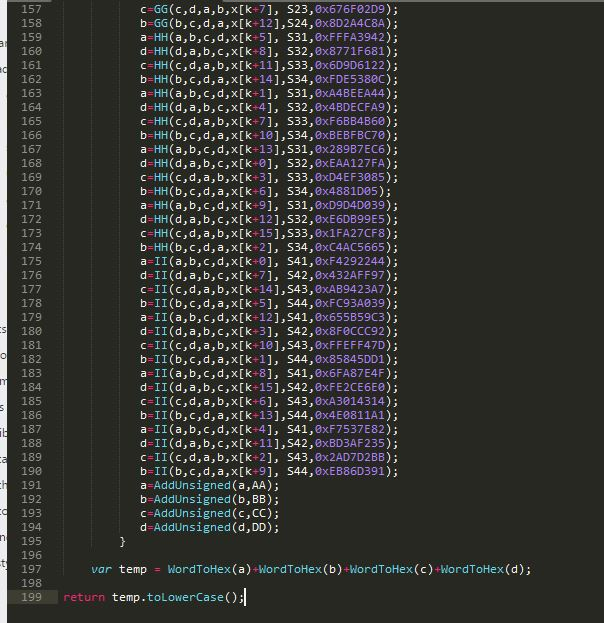 157 c=GG(c,d,a,b,x[k+7], S23,0x676F02D9);
158 b=GG(b,c,d,a,x[k+12],S24,0x8D2A4C8A);
159 a=HH(a,b,c,d,x[k+5], S31,0xFFFA3942);
160 d=HH(d,a,b,c,x[k+8], S32,0x8771F681);
161 c=HH(c,d,a,b,x[k+11],S33,0x6D9D6122);
162 b=HH(b,c,d,a,x[k+14],S34,0xFDE5380C);
163 a=HH(a,b,c,d,x[k+1], S31,0xA4BEEA44);
164 d=HH(d,a,b,c,x[k+4], S32,0x4BDECFA9);
165 c=HH(c,d,a,b,x[k+7], S33,0xF6BB4B60);
166 b=HH(b,c,d,a,x[k+10],S34,0xBEBFBC70);
167 a=HH(a,b,c,d,x[k+13],S31,0x289B7EC6);
168 d=HH(d,a,b,c,x[k+0], S32,0xEAA127FA);
169 c=HH(c,d,a,b,x[k+3], S33,0xD4EF3085);
170 b=HH(b,c,d,a,x[k+6], S34,0x4881D05);
171 a=HH(a,b,c,d,x[k+9], S31,0xD9D4D039);
172 d=HH(d,a,b,c,x[k+12],S32,0xE6DB99E5);
173 c=HH(c,d,a,b,x[k+15],S33,0x1FA27CF8);
174 b=HH(b,c,d,a,x[k+2], S34,0xC4AC5665);
175 a=II(a,b,c,d,x[k+0], S41,0xF4292244);
176 d=II(d,a,b,c,x[k+7], S42,0x432AFF97);
177 c=II(c,d,a,b,x[k+14],S43,0xAB9423A7);
178 b=II(b,c,d,a,x[k+5], S44,0xFC93A039);
179 a=II(a,b,c,d,x[k+12],S41,0x655B59C3);
180 d=II(d,a,b,c,x[k+3], S42,0x8F0CCC92);
181 c=II(c,d,a,b,x[k+10],S43,0xFFEFF47D);
182 b=II(b,c,d,a,x[k+1], S44,0x85845DD1);
183 a=II(a,b,c,d,x[k+8], S41,0x6FA87E4F);
184 d=II(d,a,b,c,x[k+15],S42,0xFE2CE6E0);
185 c=II(c,d,a,b,x[k+6], S43,0xA3014314);
186 b=II(b,c,d,a,x[k+13],S44,0x4E0811A1);
187 a=II(a,b,c,d,x[k+4], S41,0xF7537E82);
188 d=II(d,a,b,c,x[k+11],S42,0xBD3AF235);
189 c=II(c,d,a,b,x[k+2], S43,0x2AD7D2BB);
190 b=II(b,c,d,a,x[k+9], S44,0xEB86D391);
191 a=AddUnsigned(a,AA);
192 b=AddUnsigned(b,BB);
193 c=AddUnsigned(c,CC);
194 d=AddUnsigned(d,DD);
195 }
196
197 var temp = WordToHex(a)+WordToHex(b)+WordToHex(c)+WordToHex(d);
198
199 return temp.toLowerCase();